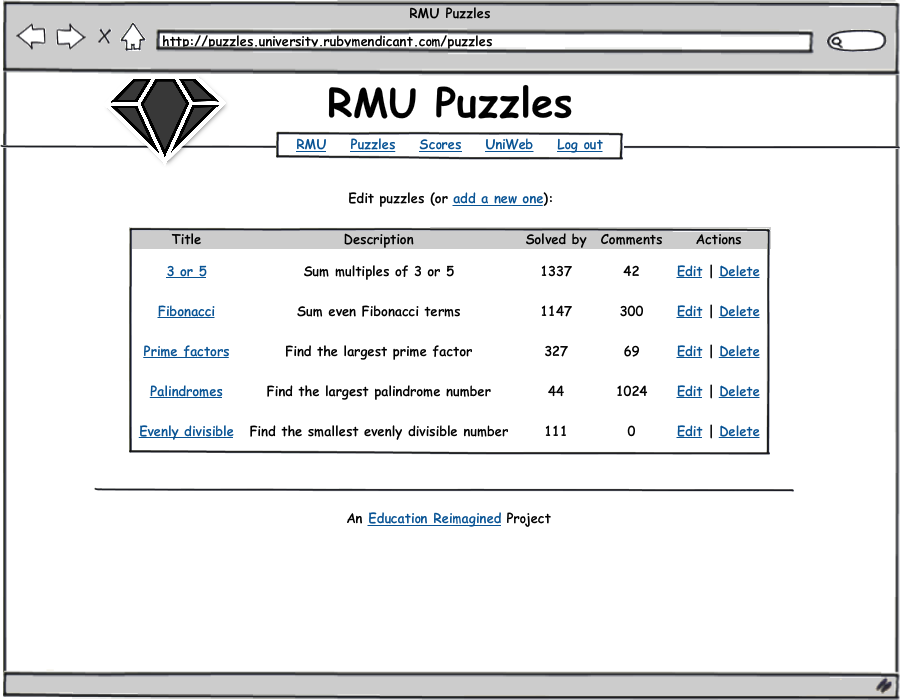 RMU Puzzles
http://puzzles.university.rubymendicant.com/puzzles
RMU Puzzles
RMU Puzzles Scores UniWeb Log out
Edit puzzles (or add a new one):
Title Description Solved by Comments Actions
3 or 5 Sum multiples of 3 or 5 1337 42 Edit | Delete
Fibonacci Sum even Fibonacci terms 1147 300 Edit | Delete
Prime factors Find the largest prime factor 327 69 Edit | Delete
Palindromes Find the largest palindrome number 44 1024 Edit | Delete
Evenly divisible Find the smallest evenly divisible number 111 0 Edit | Delete
An Education Reimagined Project